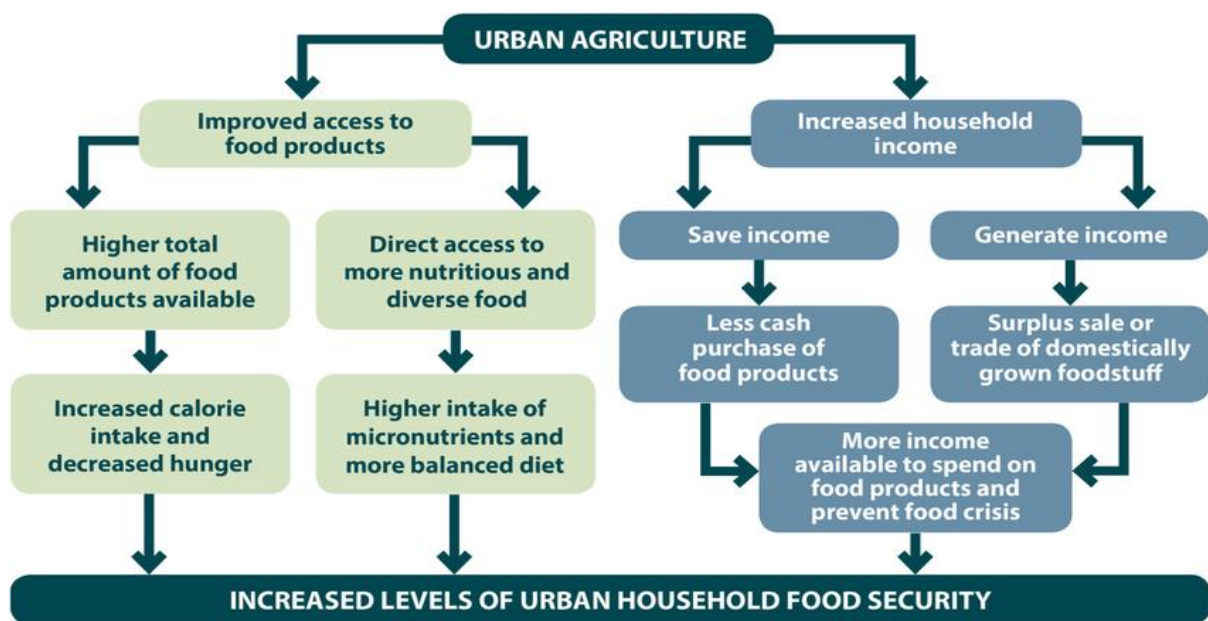 URBAN AGRICULTURE
Improved access to
food products
Increased household
income
Higher total
amount of food
products available
Direct access to
more nutritious and
diverse food
Save income
Generate income
Less cash
purchase of
food products
Surplus sale or
trade of domestically
grown foodstuff
Increased calorie
intake and
decreased hunger
Higher intake of
micronutrients and
more balanced diet
More income
available to spend on
food products and
prevent food crisis
INCREASED LEVELS OF URBAN HOUSEHOLD FOOD SECURITY